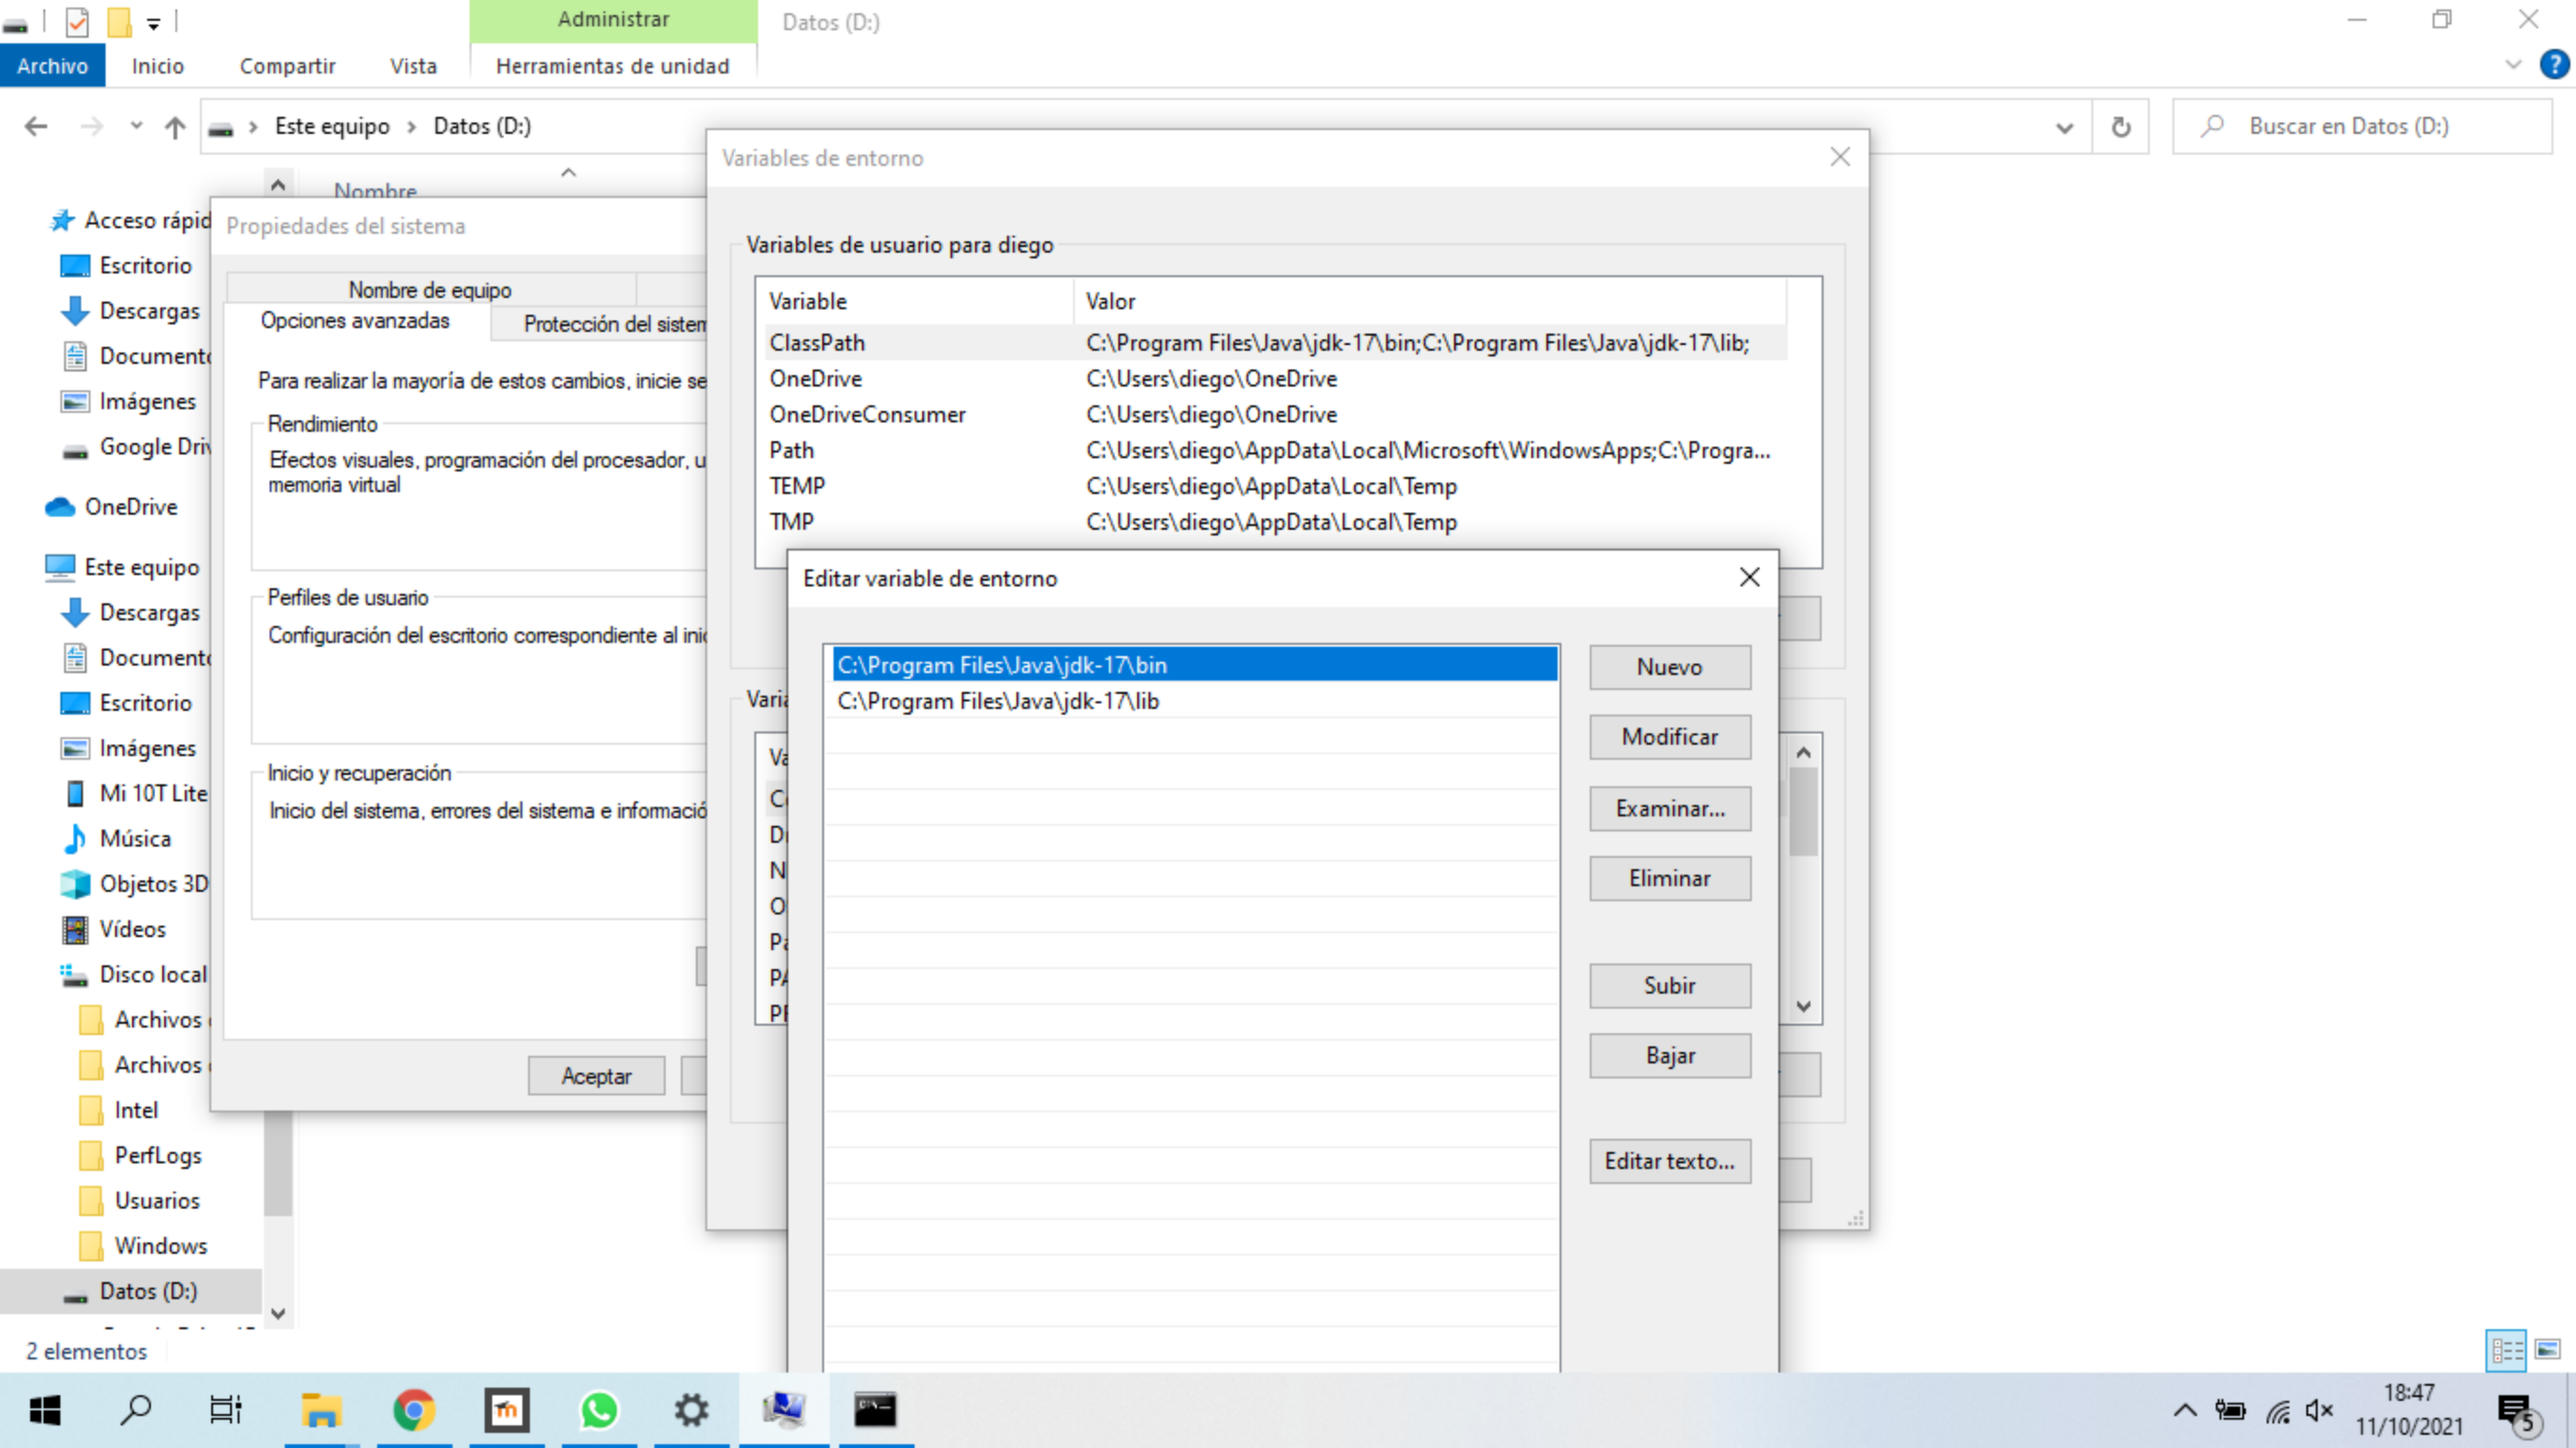 Administrar
Datos (D:)
Archivo
Inicio
Compartir
Vista
Herramientas de unidad
Este equipo
Datos (D:)
Buscar en Datos (D:)
Nombre
Acceso rápid
Escritorio
Descargas
Document
Imágenes
Google Driv
OneDrive
Este equipo
Descargas
Document
Escritorio
Imágenes
Mi 10T Lite
Música
Objetos 3D
Vídeos
Disco local
Archivos
Archivos
Intel
PerfLogs
Usuarios
Windows
Datos (D:)
2 elementos
Propiedades del sistema
Nombre de equipo
Opciones avanzadas
Protección del sistem
Para realizar la mayoría de estos cambios, inicie se
Rendimiento
Efectos visuales, programación del procesador, u
memoria virtual
Perfiles de usuario
Configuración del escritorio correspondiente al inic
Inicio y recuperación
Inicio del sistema, errores del sistema e informació
Aceptar
Variables de entorno
Variables de usuario para diego
Variable Valor
ClassPath C:\Program Files\Java\jdk-17\bin;C:\Program Files\Java\jdk-17\lib;
OneDrive C:\Users\diego\OneDrive
OneDriveConsumer C:\Users\diego\OneDrive
Path C:\Users\diego\AppData\Local\Microsoft\WindowsApps;C:\Progra...
TEMP C:\Users\diego\AppData\Local\Temp
TMP C:\Users\diego\AppData\Local\Temp
Varia
Va
C
D
N
O
Pa
PA
P
Editar variable de entorno
C:\Program Files\Java\jdk-17\bin
C:\Program Files\Java\jdk-17\lib
Nuevo
Modificar
Examinar...
Eliminar
Subir
Bajar
Editar texto...
18:47
11/10/2021
5